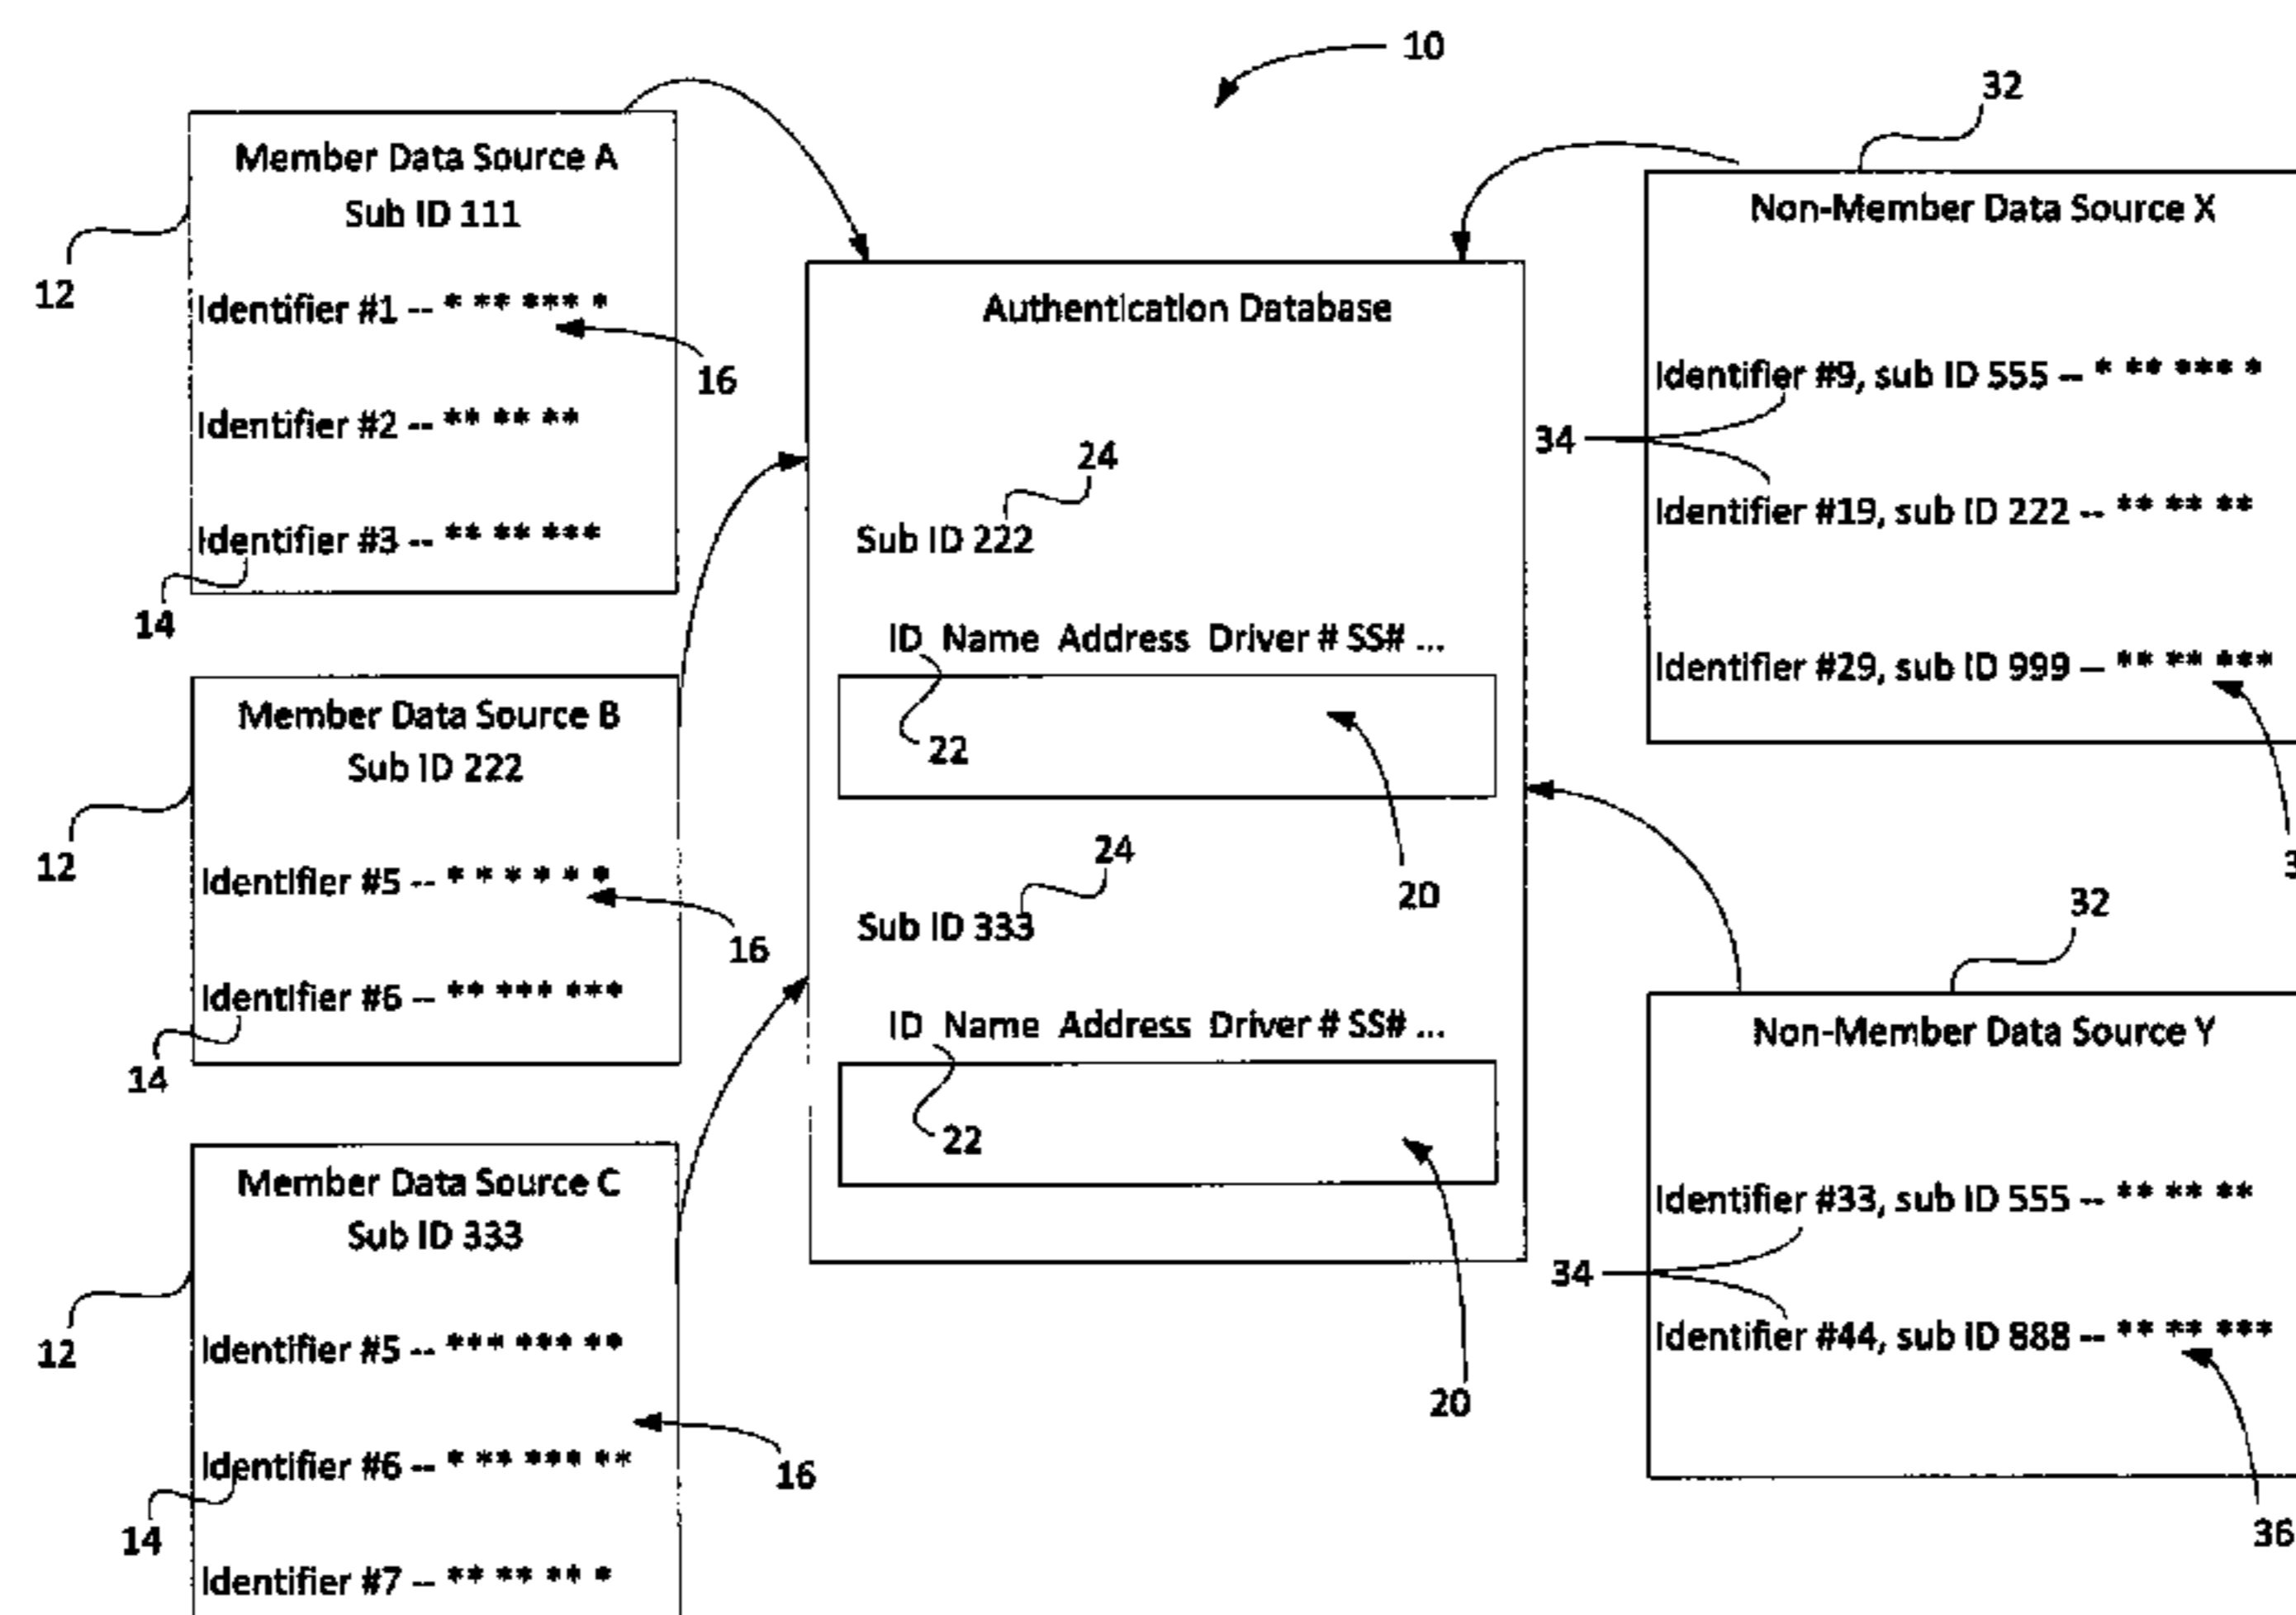 10
Member Data Source A
Sub ID 111
12
Identifier #1 -- * ** *** *
16
Identifier #2 -- ** ** **
Identifier #3 -- ** ** ***
14
Member Data Source B
Sub ID 222
12
Identifier #5 -- * * * * * *
16
Identifier #6 -- ** *** ***
14
Member Data Source C
Sub ID 333
12
Identifier #5 -- *** *** **
16
Identifier #6 -- * ** *** **
14
Identifier #7 -- ** ** ** *
Authentication Database
24
Sub ID 222
ID Name Address Driver # SS# ...
22
20
24
Sub ID 333
ID Name Address Driver # SS# ...
22
20
32
Non-Member Data Source X
Identifier #9, sub ID 555 -- * ** *** *
34
Identifier #19, sub ID 222 -- ** ** **
Identifier #29, sub ID 999 -- ** ** ***
32
Non-Member Data Source Y
Identifier #33, sub ID 555 -- ** ** **
34
Identifier #44, sub ID 888 -- ** ** ***
36